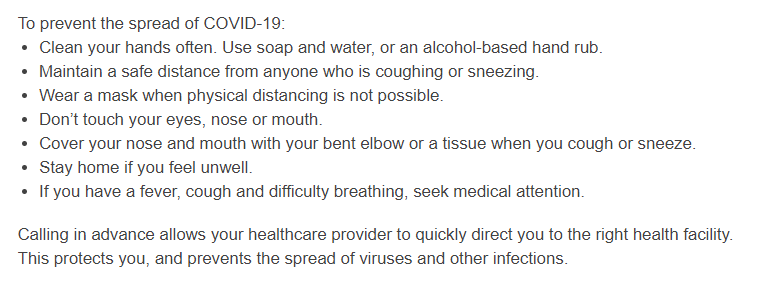 To prevent the spread of COVID-19:
• Clean your hands often. Use soap and water, or an alcohol-based hand rub.
• Maintain a safe distance from anyone who is coughing or sneezing.
• Wear a mask when physical distancing is not possible.
• Don’t touch your eyes, nose or mouth.
• Cover your nose and mouth with your bent elbow or a tissue when you cough or sneeze.
• Stay home if you feel unwell.
• If you have a fever, cough and difficulty breathing, seek medical attention.
Calling in advance allows your healthcare provider to quickly direct you to the right health facility.
This protects you, and prevents the spread of viruses and other infections.